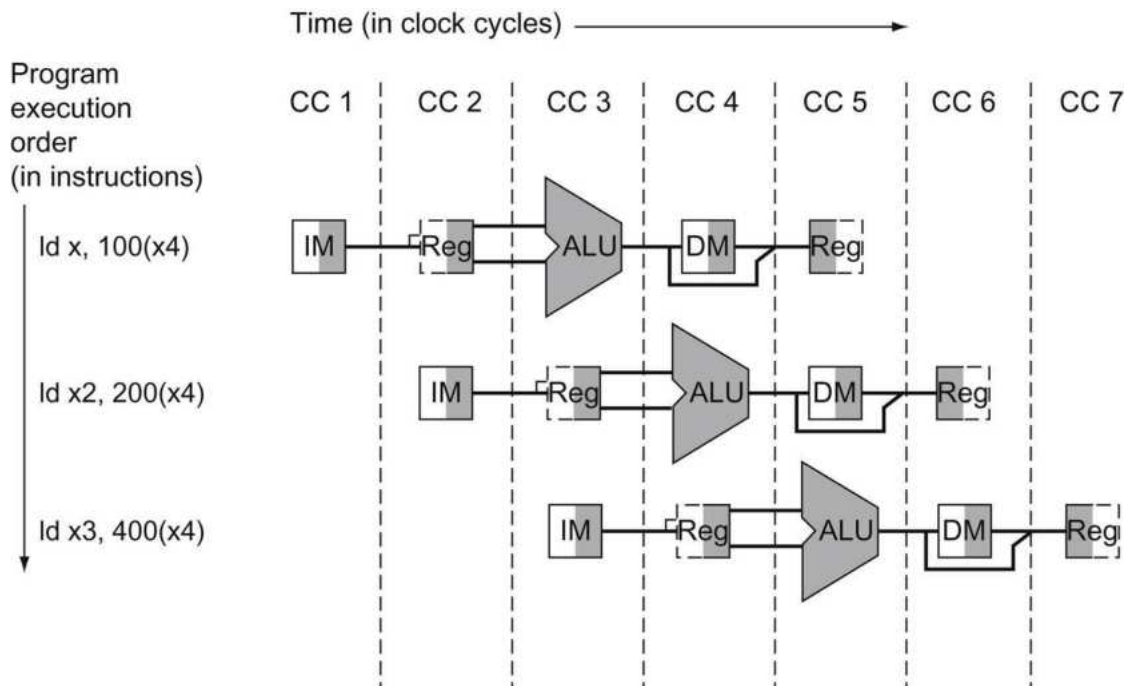 Time (in clock cycles)
Program
execution
order
(in instructions)
CC 1 CC 2 CC 3 CC 4 CC 5 CC 6 CC 7
ld x, 100(x4) IM Reg ALU DM Reg
ld x2, 200(x4) IM Reg ALU DM Reg
ld x3, 400(x4) IM Reg ALU DM Reg